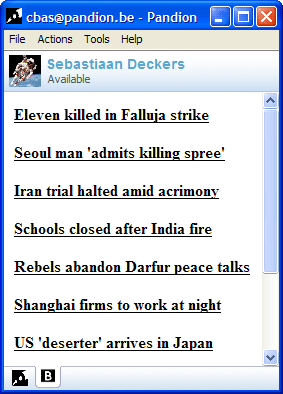 cbas@pandion.be - Pandion
File Actions Tools Help
Sebastiaan Deckers
Available
Eleven killed in Falluja strike
Seoul man 'admits killing spree'
Iran trial halted amid acrimony
Schools closed after India fire
Rebels abandon Darfur peace talks
Shanghai firms to work at night
US 'deserter' arrives in Japan
B